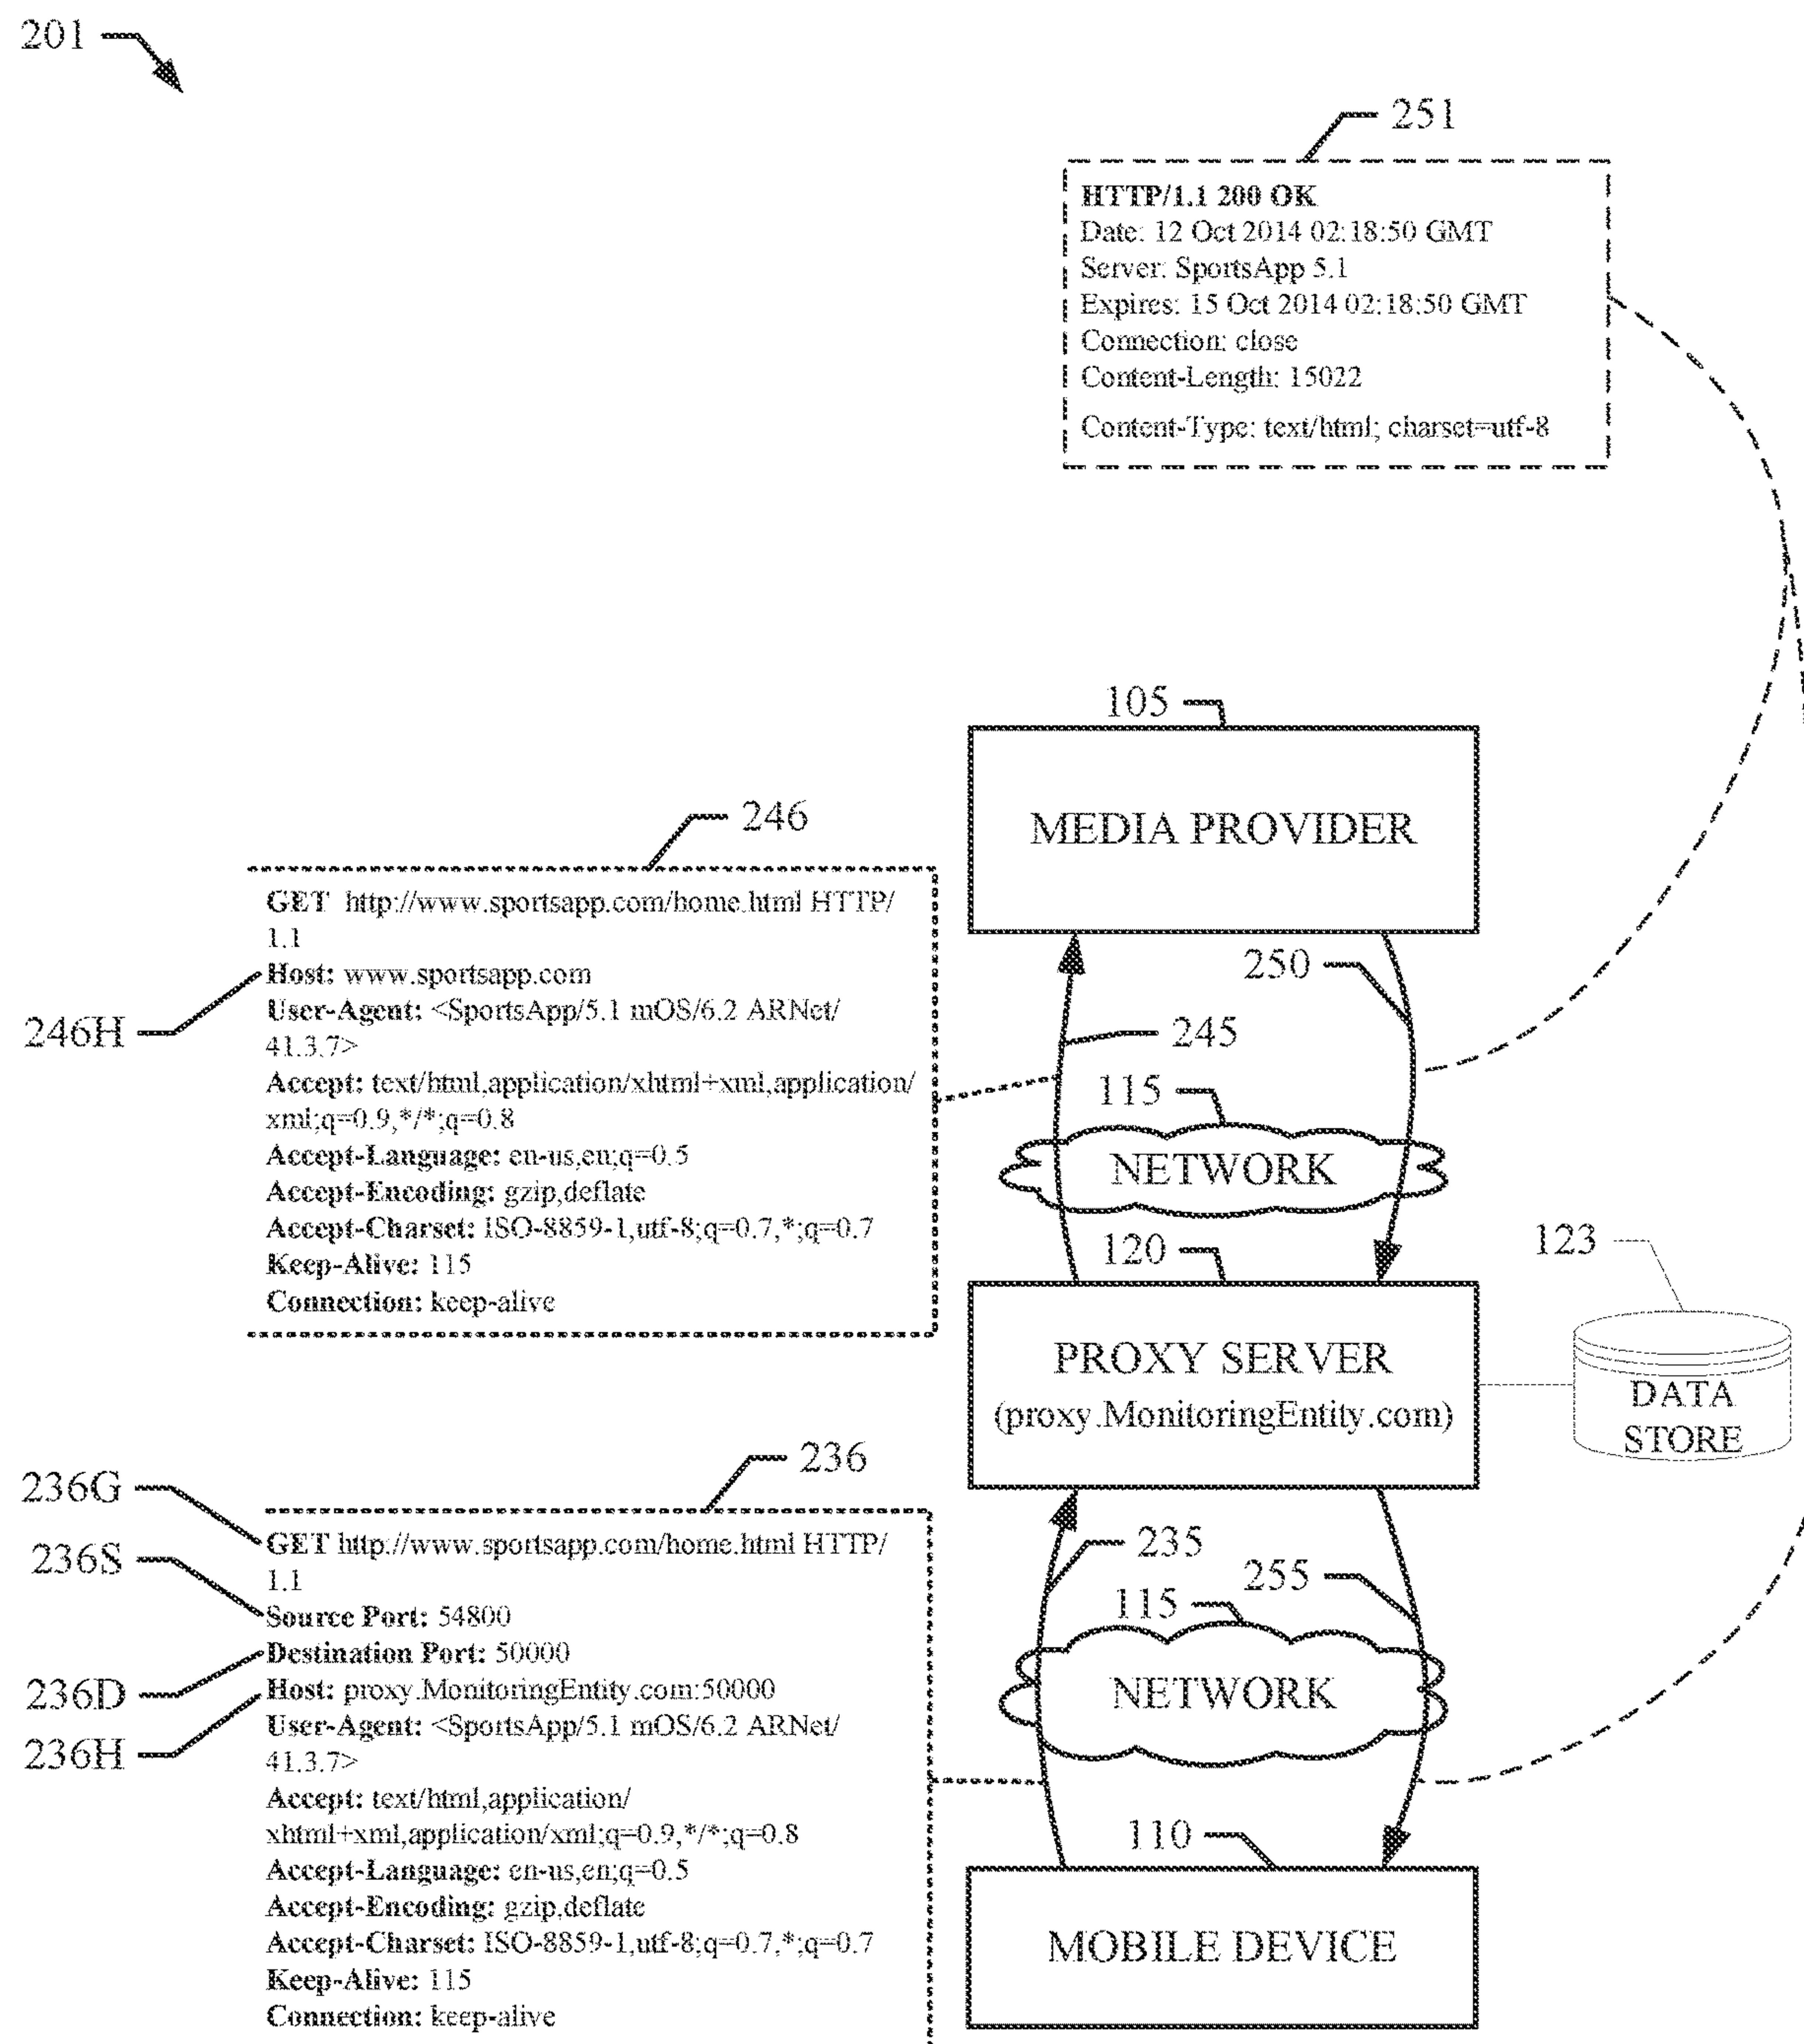 201
251
HTTP/1.1 200 OK
Date: 12 Oct 2014 02:18:50 GMT
Server: SportsApp 5.1
Expires: 15 Oct 2014 02:18:50 GMT
Connection: close
Content-Length: 15022
Content-Type: text/html; charset=utf-8
105
MEDIA PROVIDER
246
GET http://www.sportsapp.com/home.html HTTP/
1.1
Host: www.sportsapp.com
User-Agent: <SportsApp/5.1 mOS/6.2 ARNet/
41.3.7>
Accept: text/html,application/xhtml+xml,application/
xml;q=0.9,*/*;q=0.8
Accept-Language: en-us,en;q=0.5
Accept-Encoding: gzip,deflate
Accept-Charset: ISO-8859-1,utf-8;q=0.7,*;q=0.7
Keep-Alive: 115
Connection: keep-alive
246H
250
245
115
NETWORK
120
123
PROXY SERVER
(proxy.MonitoringEntity.com)
DATA
STORE
236
236G
236S
236D
236H
GET http://www.sportsapp.com/home.html HTTP/
1.1
Source Port: 54800
Destination Port: 50000
Host: proxy.MonitoringEntity.com:50000
User-Agent: <SportsApp/5.1 mOS/6.2 ARNet/
41.3.7>
Accept: text/html,application/
xhtml+xml,application/xml;q=0.9,*/*;q=0.8
Accept-Language: en-us,en;q=0.5
Accept-Encoding: gzip,deflate
Accept-Charset: ISO-8859-1,utf-8;q=0.7,*;q=0.7
Keep-Alive: 115
Connection: keep-alive
235
255
115
NETWORK
110
MOBILE DEVICE